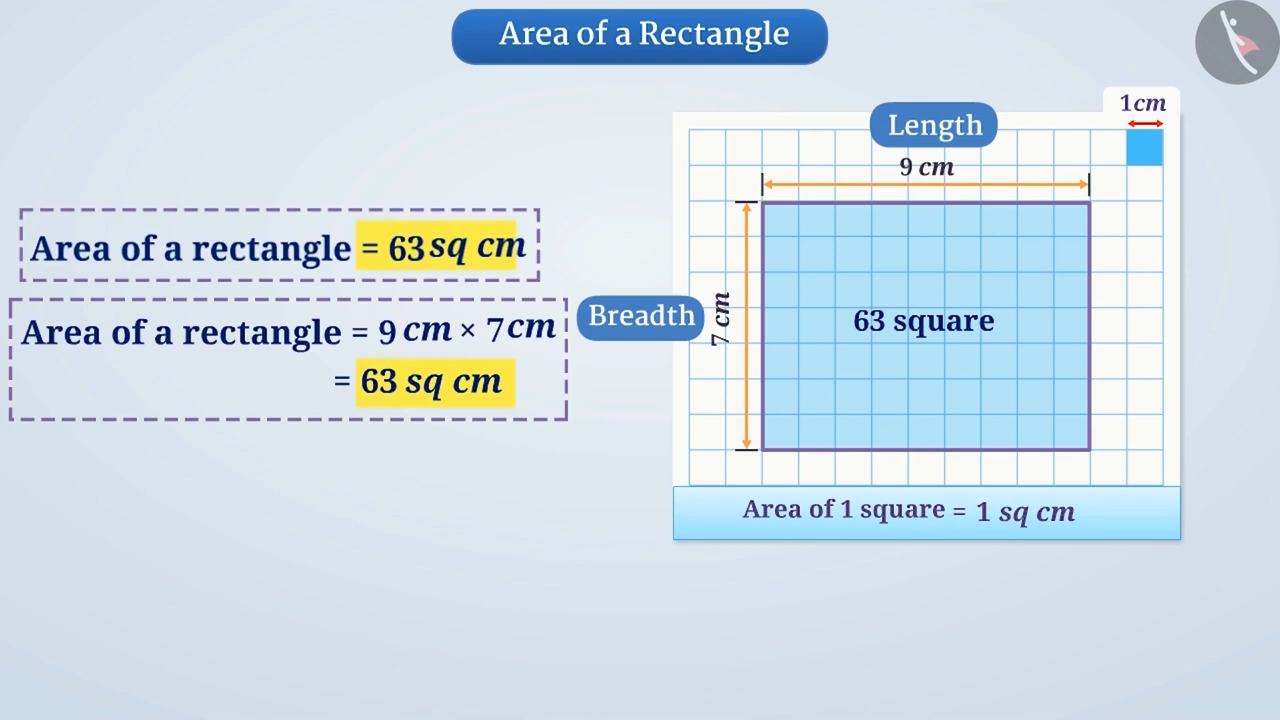 Area of a Rectangle
1cm
Length
9 cm
Area of a rectangle = 63 sq cm
Area of a rectangle = 9 cm × 7 cm
= 63 sq cm
Breadth
7 cm
63 square
Area of 1 square = 1 sq cm